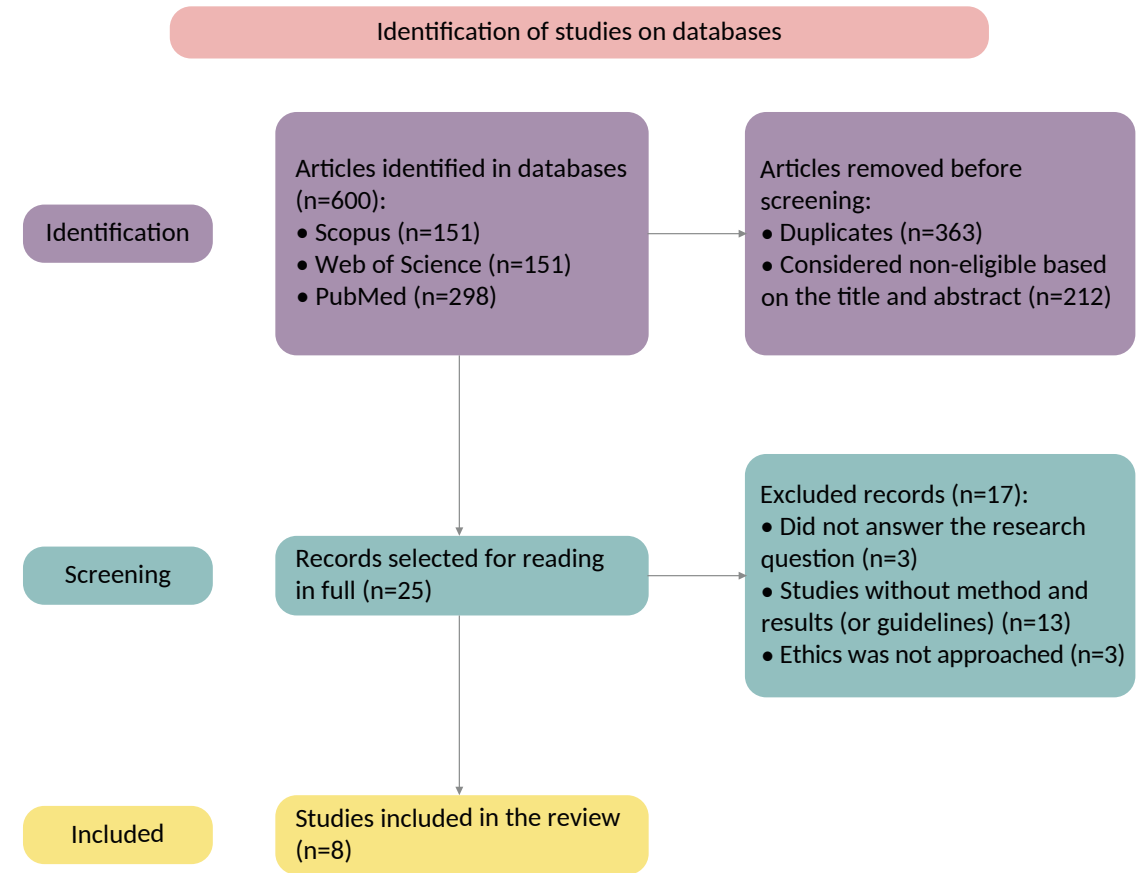 Identification of studies on databases
Identification
Articles identified in databases
(n=600):
• Scopus (n=151)
• Web of Science (n=151)
• PubMed (n=298)
Articles removed before
screening:
• Duplicates (n=363)
• Considered non-eligible based
on the title and abstract (n=212)
Screening
Records selected for reading
in full (n=25)
Excluded records (n=17):
• Did not answer the research
question (n=3)
• Studies without method and
results (or guidelines) (n=13)
• Ethics was not approached (n=3)
Included
Studies included in the review
(n=8)